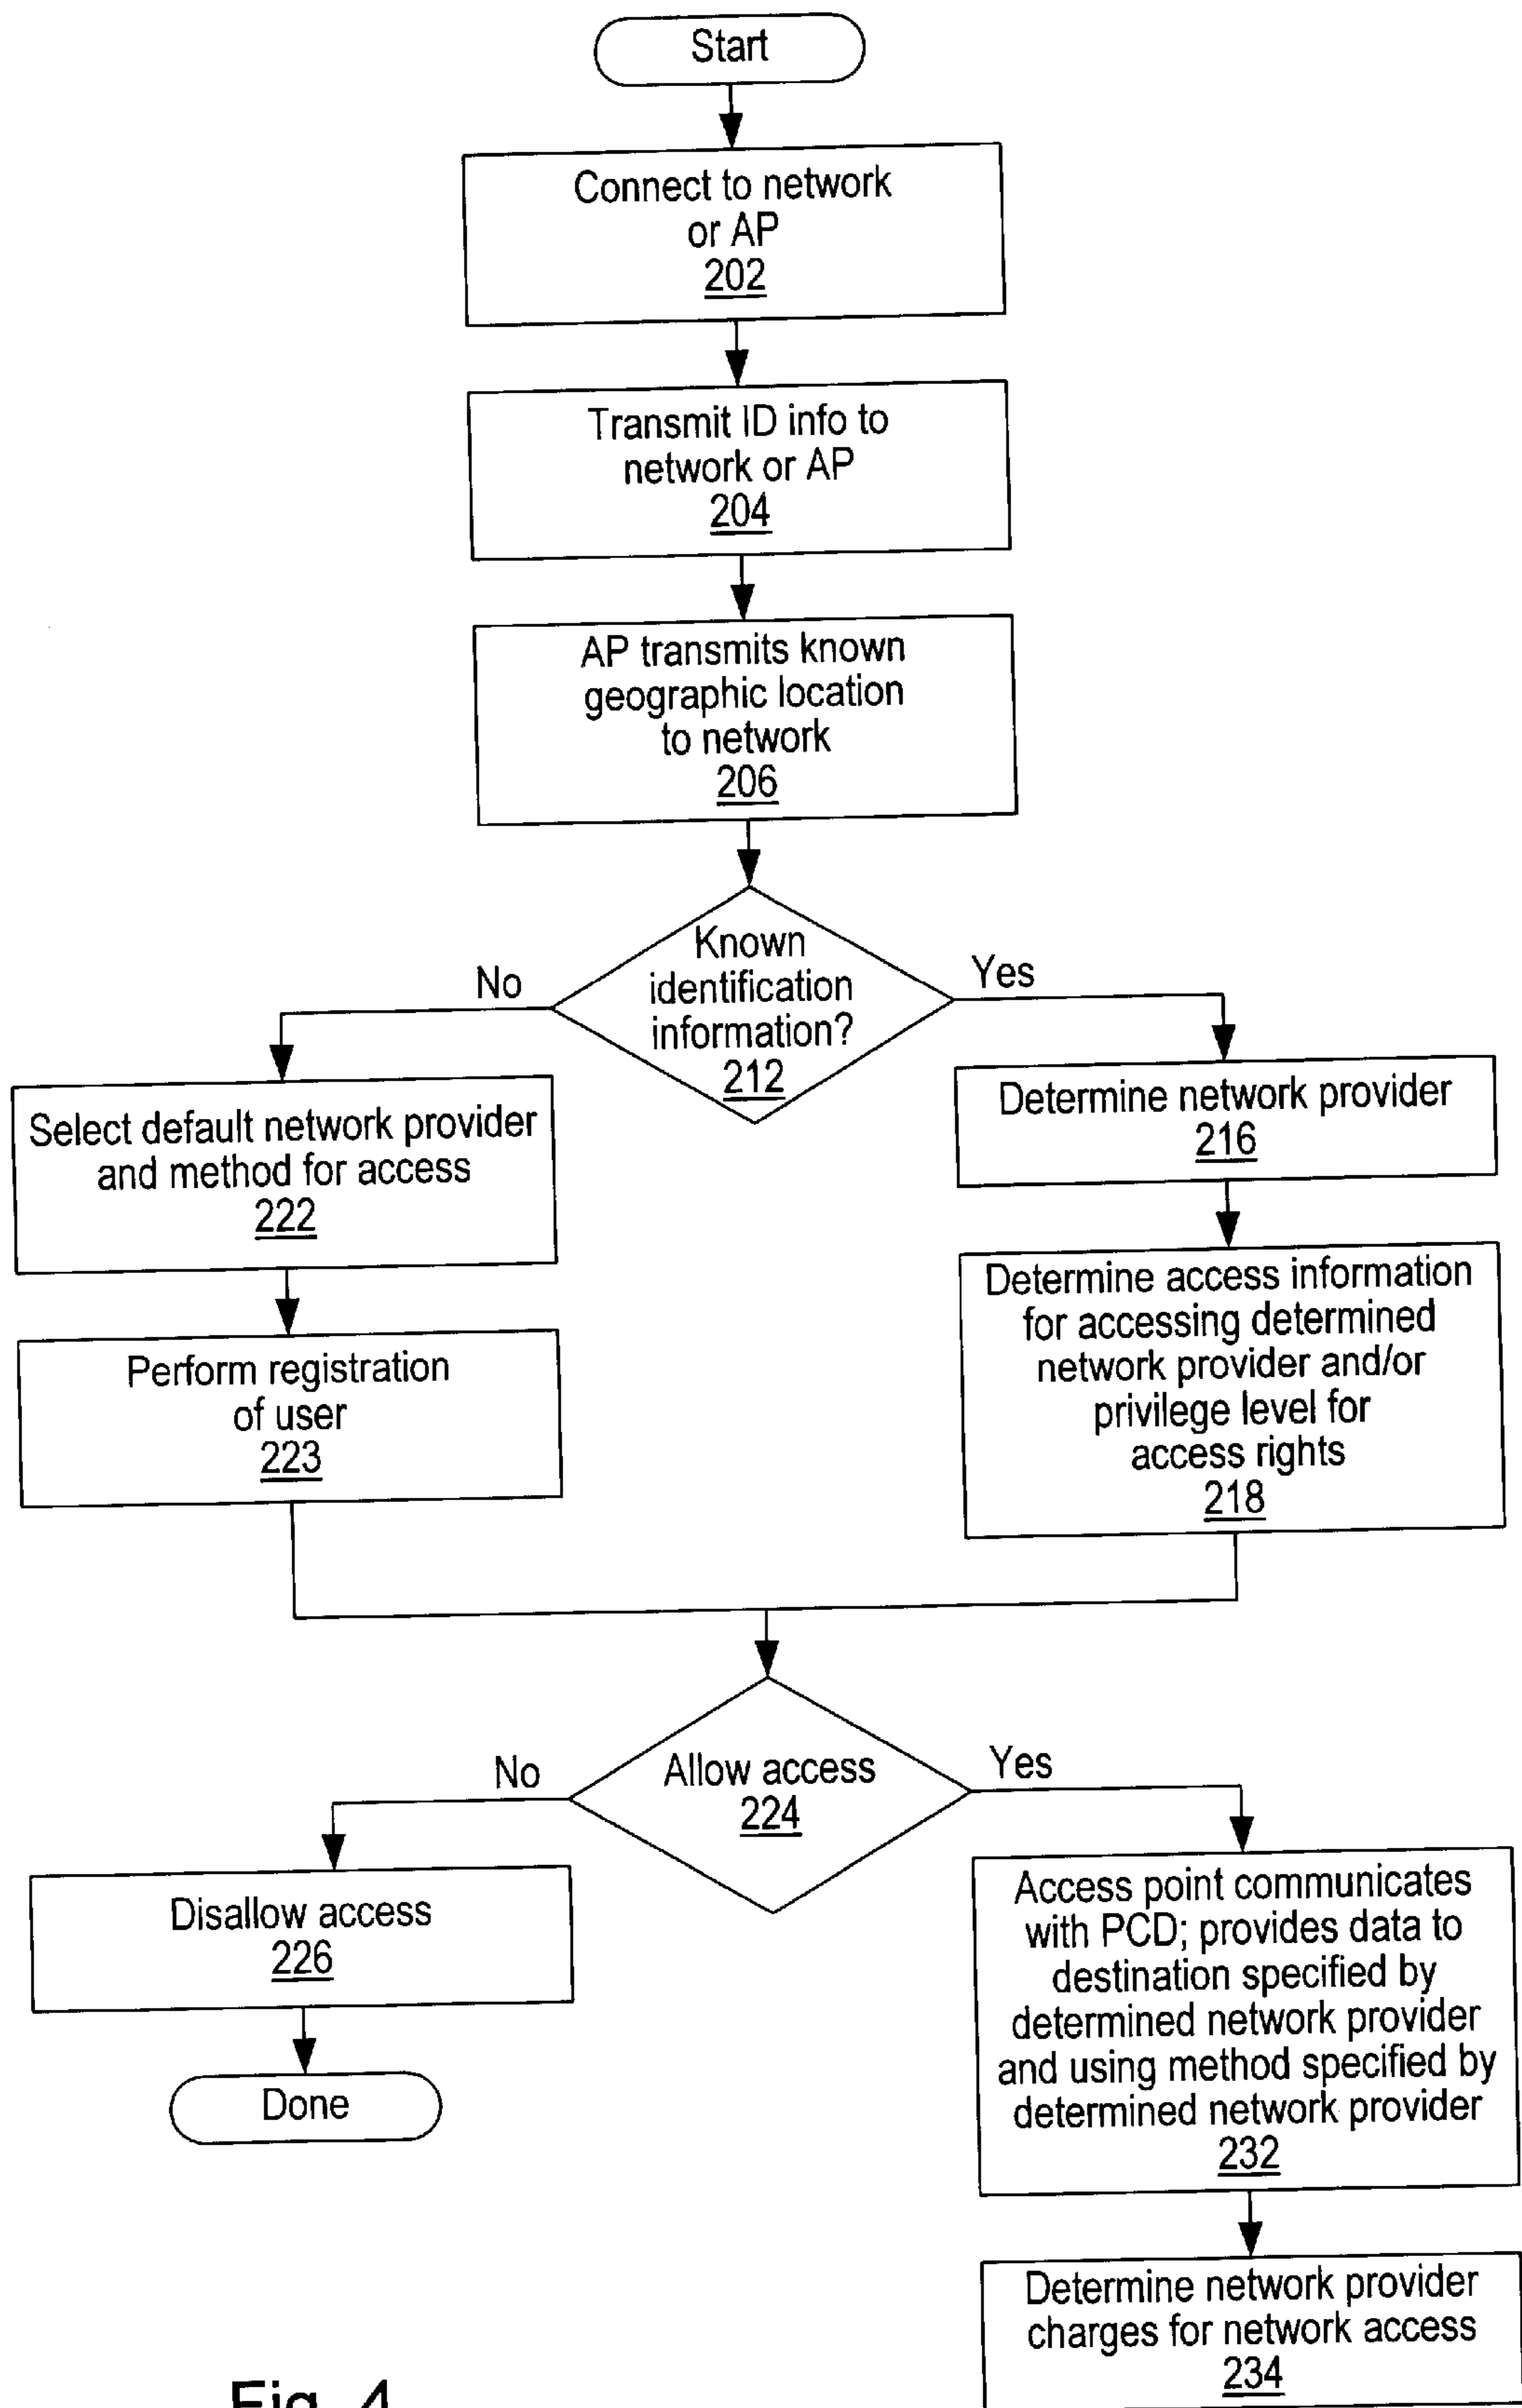 Start
Connect to network
or AP
202
Transmit ID info to
network or AP
204
AP transmits known
geographic location
to network
206
Known
identification
information?
212
No
Yes
Select default network provider
and method for access
222
Determine network provider
216
Perform registration
of user
223
Determine access information
for accessing determined
network provider and/or
privilege level for
access rights
218
Allow access
224
No
Yes
Disallow access
226
Done
Access point communicates
with PCD; provides data to
destination specified by
determined network provider
and using method specified by
determined network provider
232
Determine network provider
charges for network access
234
Fig. 4